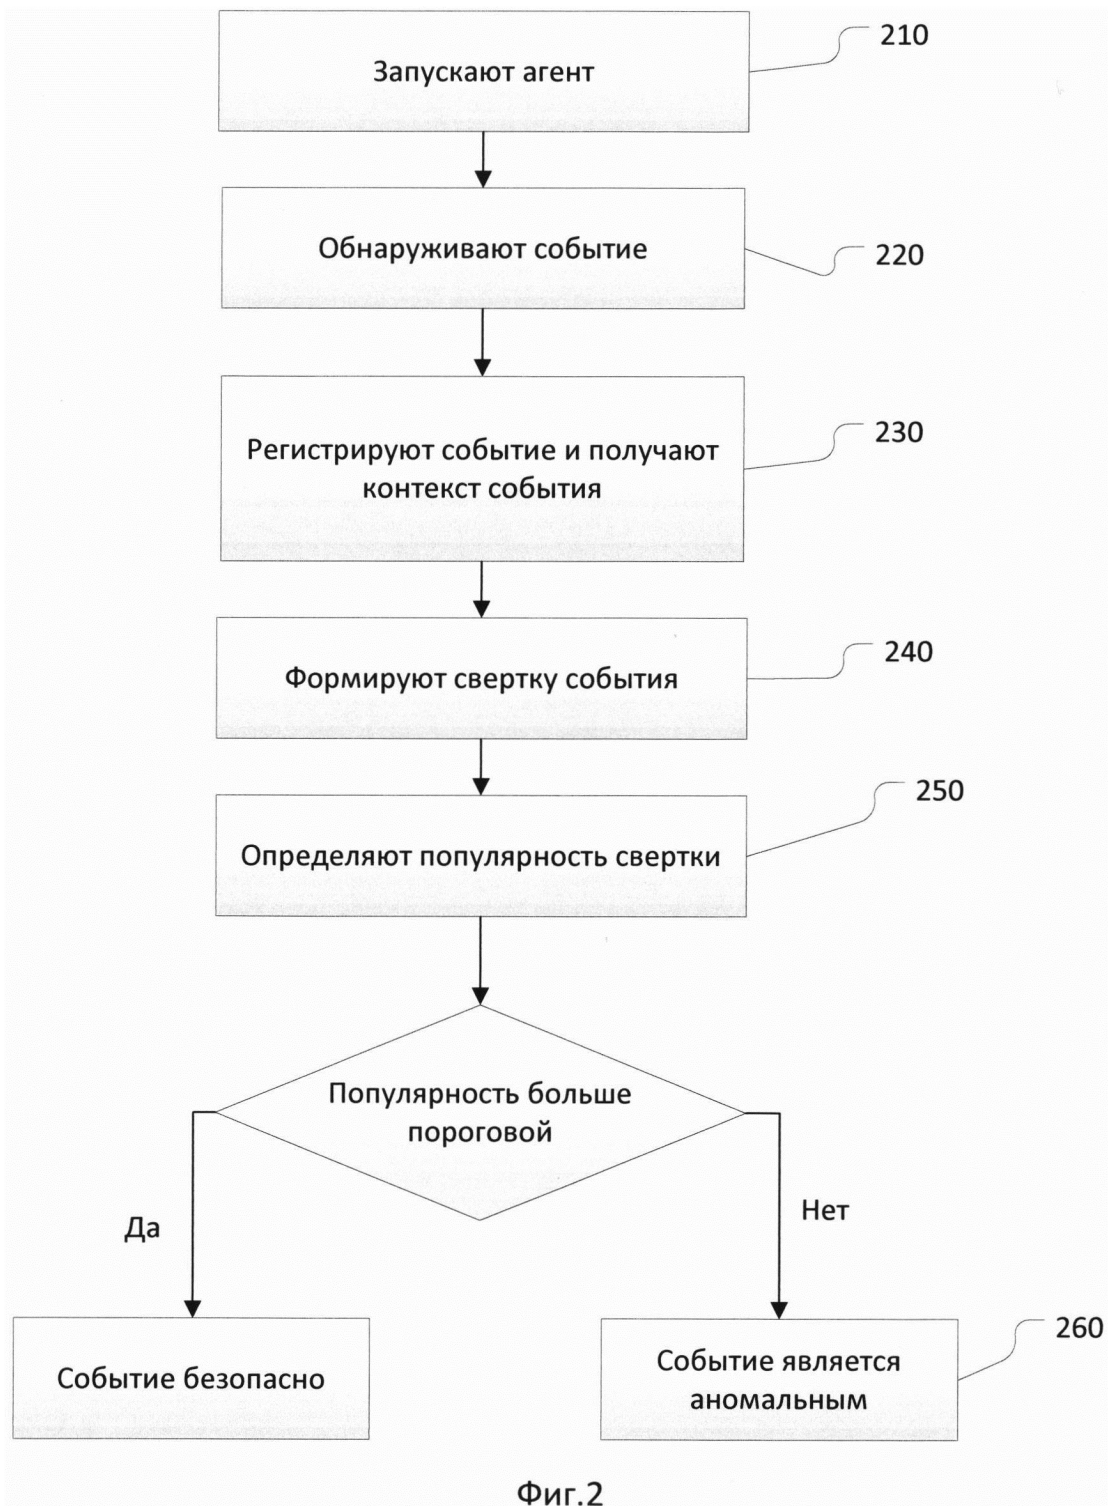 Запускают агент
210
Обнаруживают событие
220
Регистрируют событие и получают
контекст события
230
Формируют свертку события
240
Определяют популярность свертки
250
Популярность больше
пороговой
Да
Нет
Событие безопасно
Событие является
аномальным
260
Фиг.2